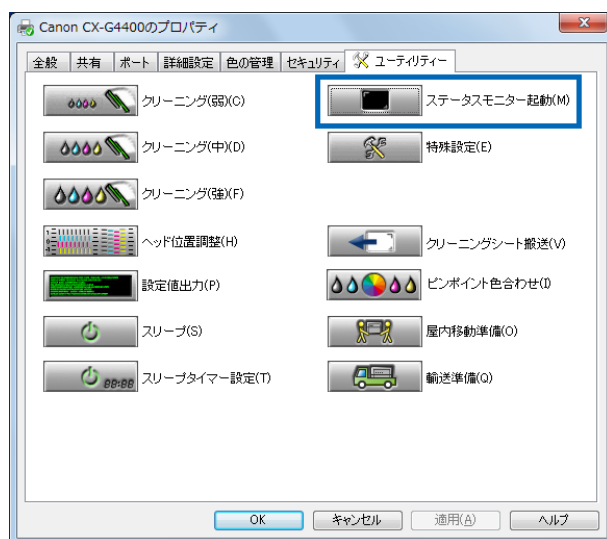 Canon CX-G4400のプロパティ
全般 共有 ポート 詳細設定 色の管理 セキュリティ ユーティリティー
クリーニング(弱)(C) ステータスモニター起動(M)
クリーニング(中)(D) 特殊設定(E)
クリーニング(強)(F)
ヘッド位置調整(H) クリーニングシート搬送(V)
設定値出力(P) ピンポイント色合わせ(I)
スリープ(S) 屋内移動準備(O)
スリープタイマー設定(T) 輸送準備(Q)
OK キャンセル 適用(A) ヘルプ